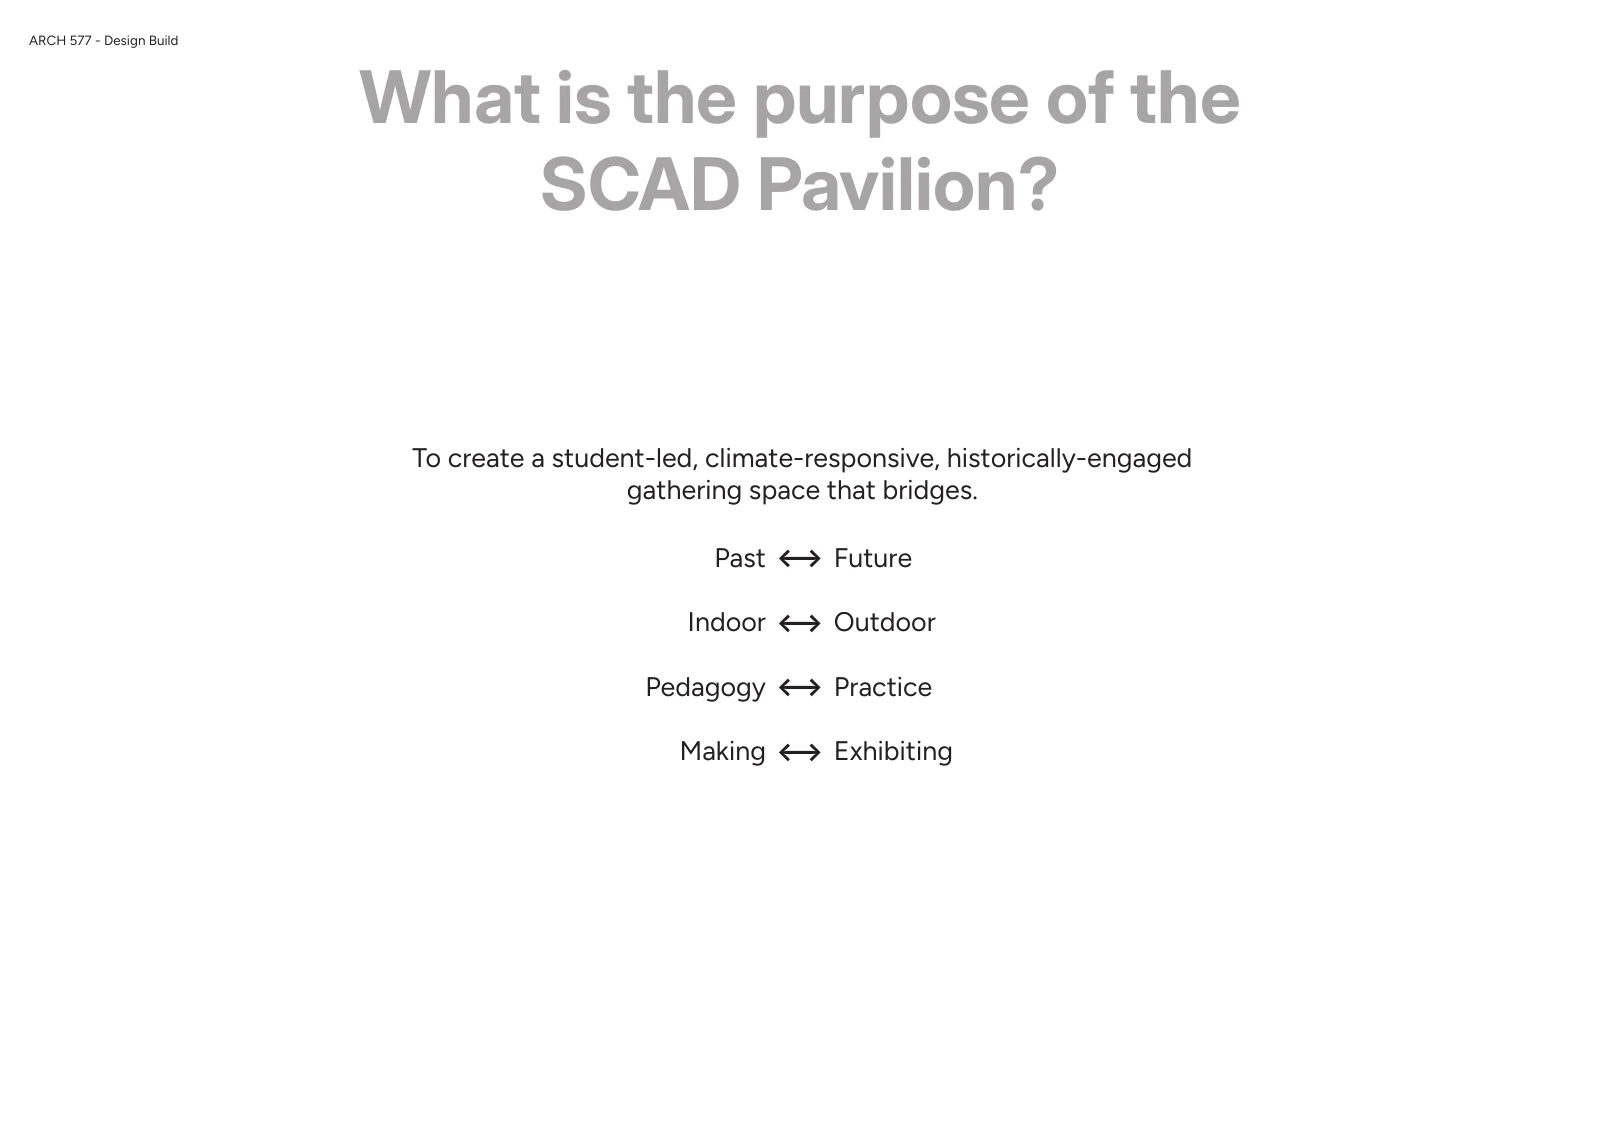 ARCH 577 - Design Build
What is the purpose of the
SCAD Pavilion?
To create a student-led, climate-responsive, historically-engaged
gathering space that bridges.
Past ↔ Future
Indoor ↔ Outdoor
Pedagogy ↔ Practice
Making ↔ Exhibiting